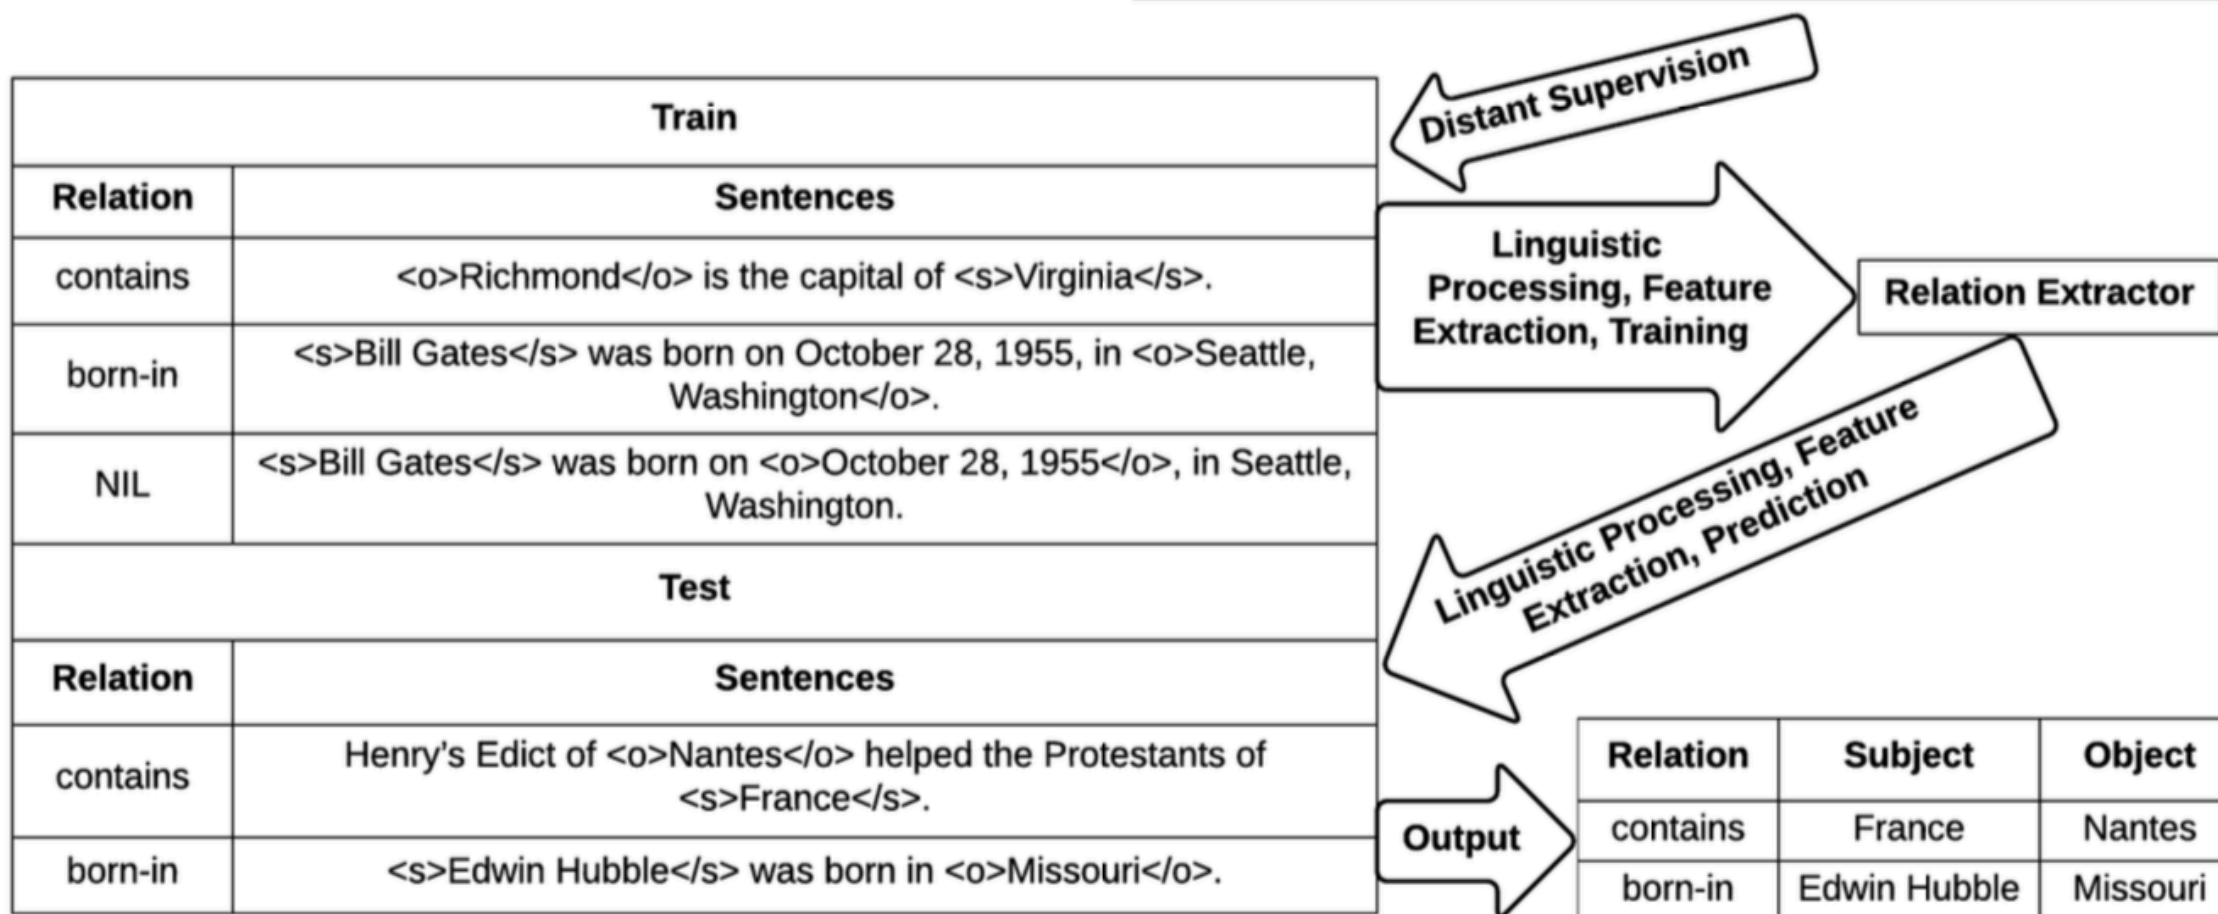 Distant Supervision
Train
Relation Sentences
contains <o>Richmond</o> is the capital of <s>Virginia</s>.
born-in <s>Bill Gates</s> was born on October 28, 1955, in <o>Seattle,
Washington</o>.
NIL <s>Bill Gates</s> was born on <o>October 28, 1955</o>, in Seattle,
Washington.
Linguistic
Processing, Feature
Extraction, Training
Relation Extractor
Linguistic Processing, Feature
Extraction, Prediction
Test
Relation Sentences
contains Henry's Edict of <o>Nantes</o> helped the Protestants of
<s>France</s>.
born-in <s>Edwin Hubble</s> was born in <o>Missouri</o>.
Output
Relation Subject Object
contains France Nantes
born-in Edwin Hubble Missouri